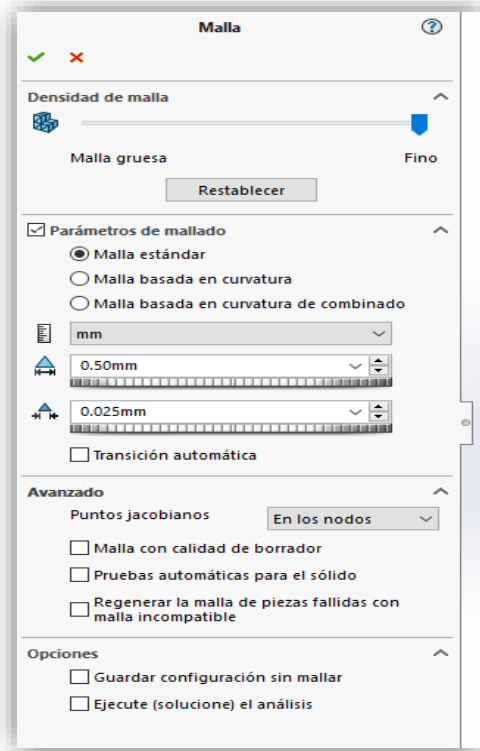 Malla
?
Densidad de malla
Malla gruesa
Fino
Restablecer
Parámetros de mallado
Malla estándar
Malla basada en curvatura
Malla basada en curvatura de combinado
mm
0.50mm
0.025mm
Transición automática
Avanzado
Puntos jacobianos
En los nodos
Malla con calidad de borrador
Pruebas automáticas para el sólido
Regenerar la malla de piezas fallidas con
malla incompatible
Opciones
Guardar configuración sin mallar
Ejecute (solucione) el análisis